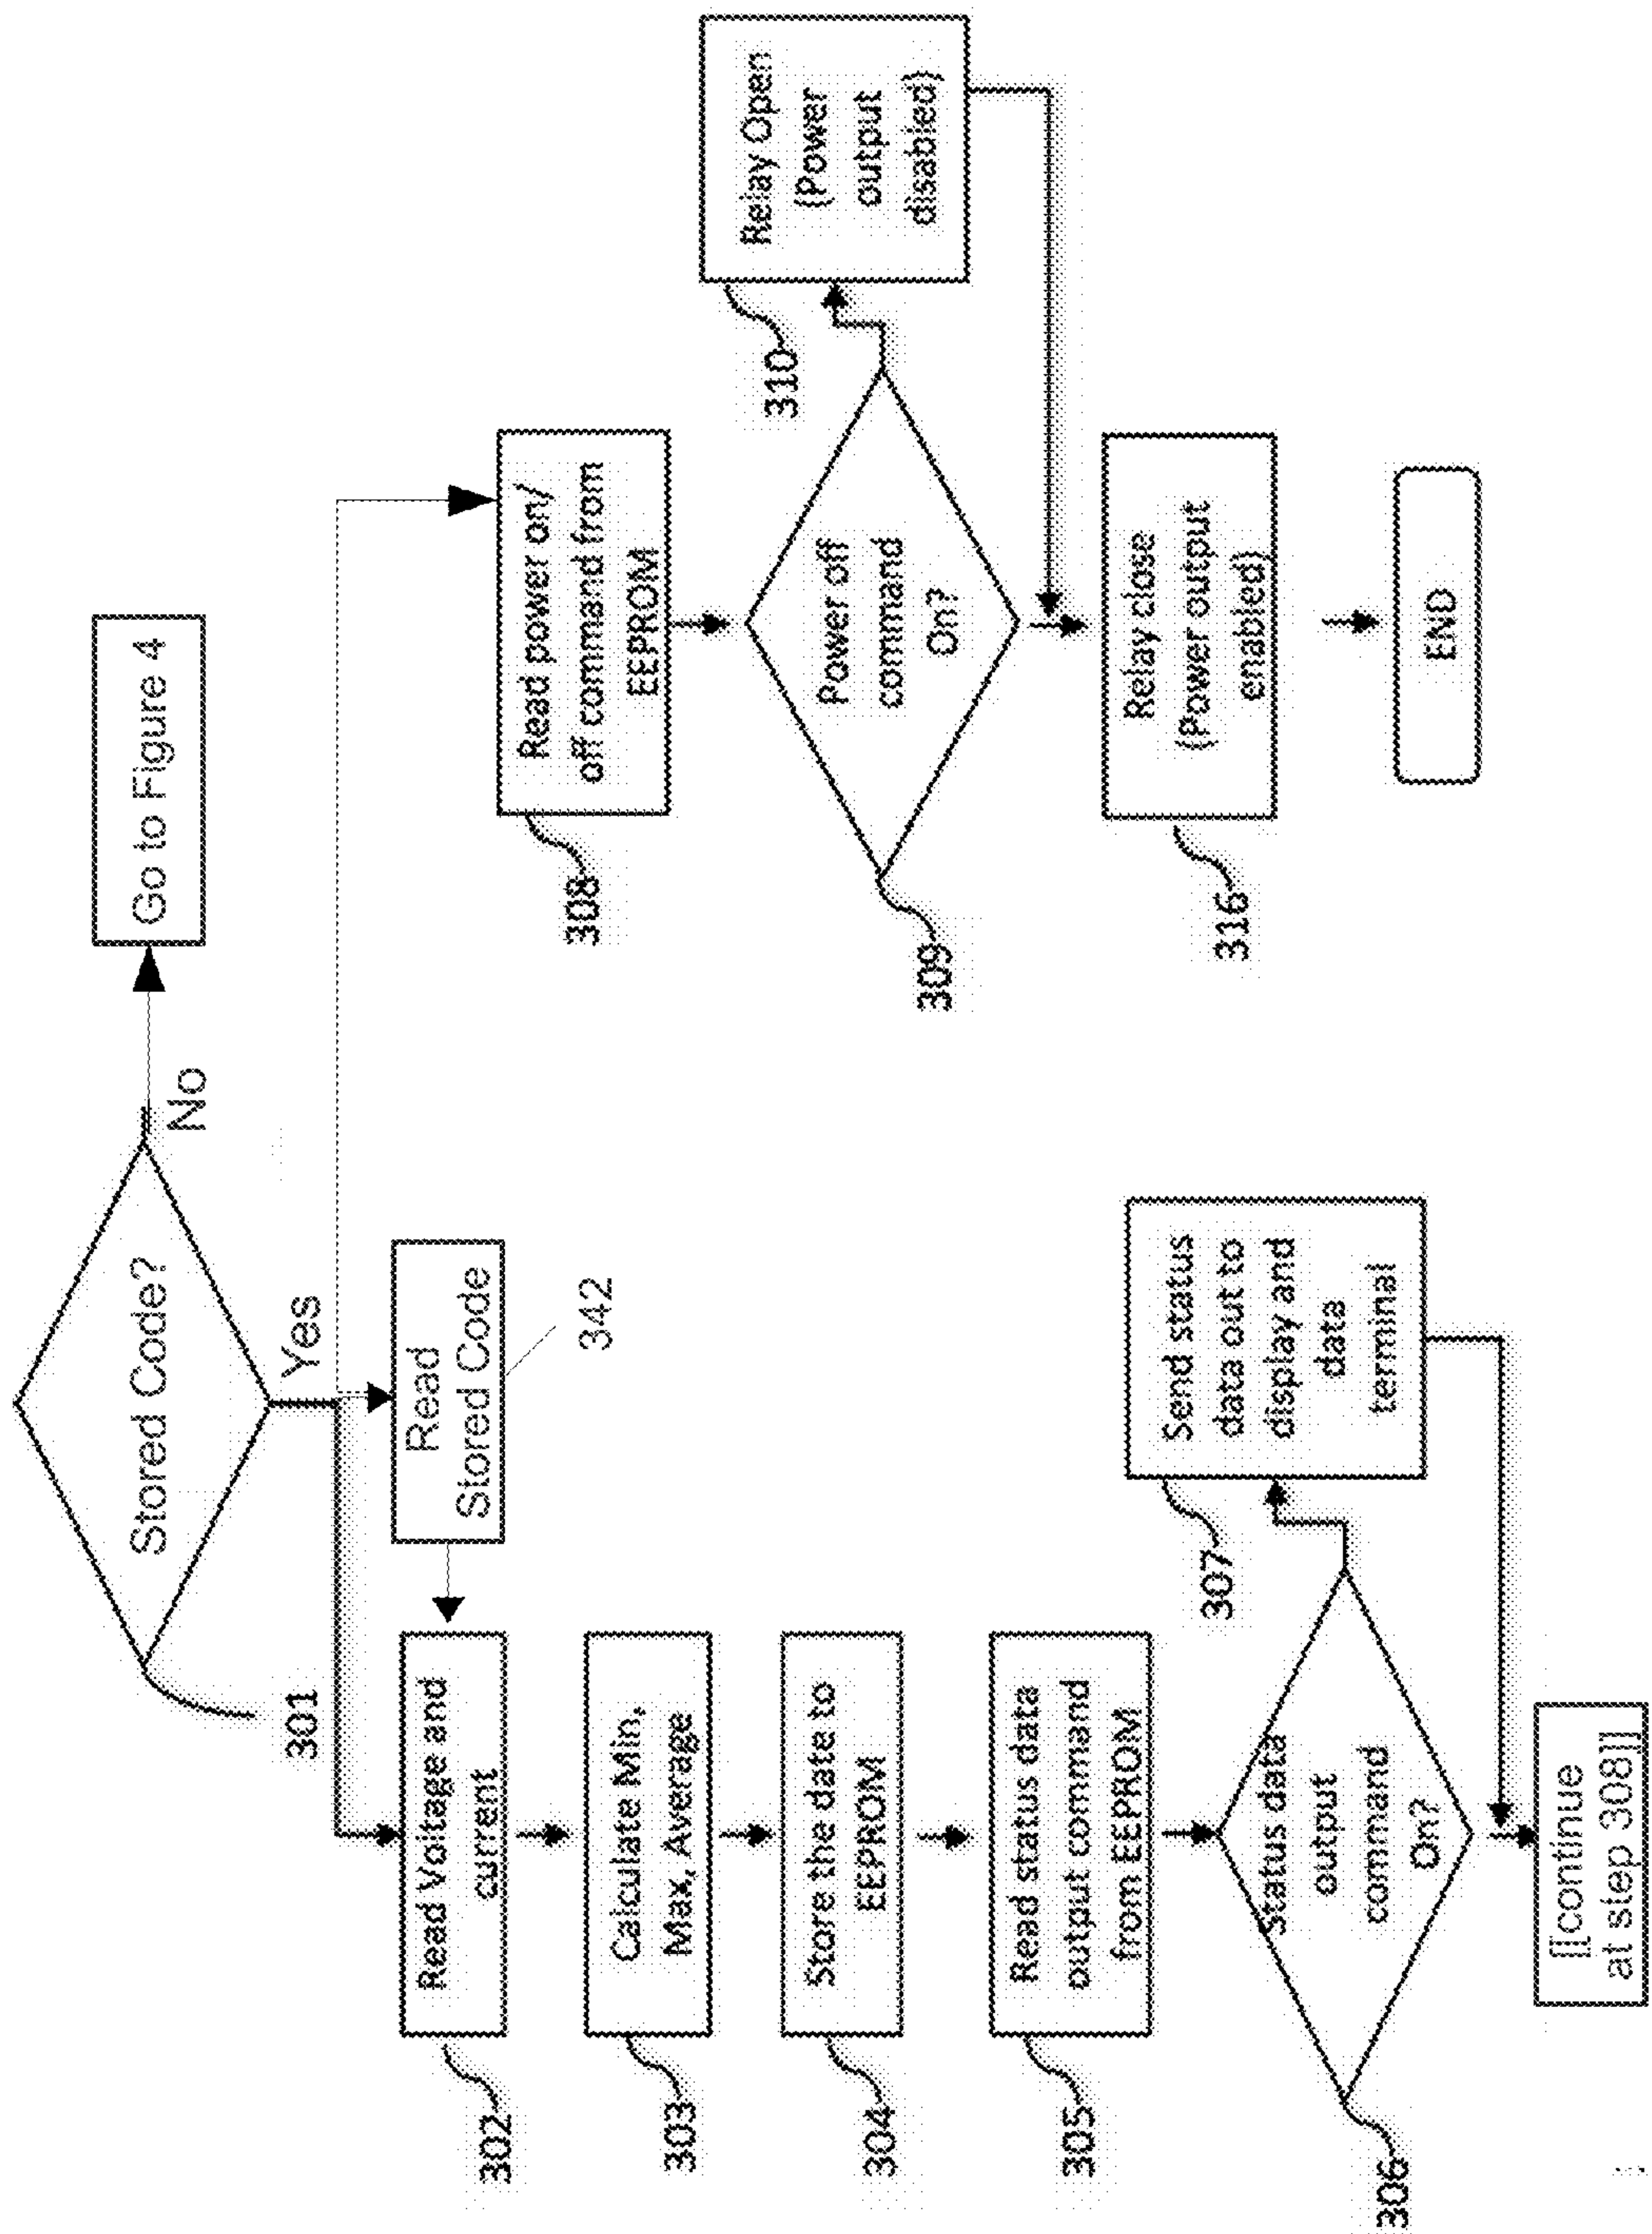 Stored Code?
301
No
Go to Figure 4
Yes
Read
Stored Code
342
Read Voltage and
current
302
Calculate Min,
Max, Average
303
Store the date to
EEPROM
304
Read status data
output command
from EEPROM
305
Status data
output
command
On?
306
Send status
data out to
display and
data
terminal
307
[[continue
at step 308]]
Read power on/
off command from
EEPROM
308
Power off
command
On?
309
Relay Open
(Power
output
disabled)
310
Relay close
(Power output
enabled)
316
END